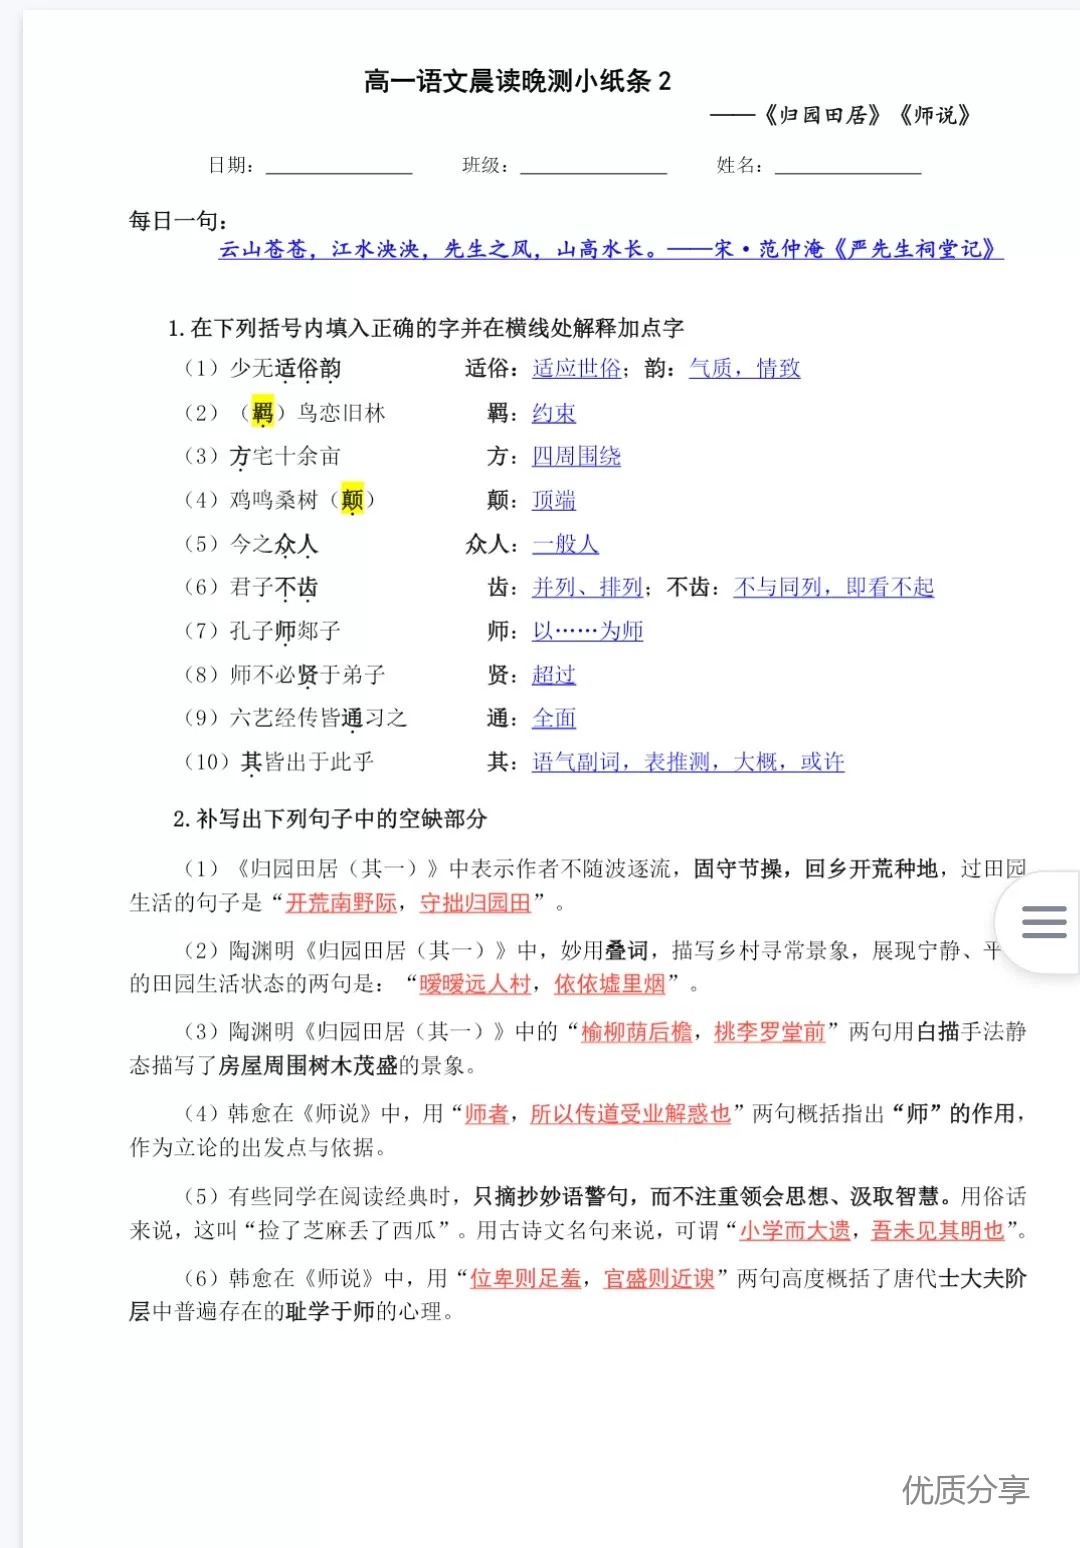 高一语文晨读晚测小纸条 2
——《归园田居》《师说》
日期：________ 班级：________ 姓名：________
每日一句：
云山苍苍，江水泱泱，先生之风，山高水长。——宋·范仲淹《严先生祠堂记》
1.在下列括号内填入正确的字并在横线处解释加点字
（1）少无适俗韵 适俗：适应世俗；韵：气质，情致
（2）（羁）鸟恋旧林 羁：约束
（3）方宅十余亩 方：四周围绕
（4）鸡鸣桑树（颠） 颠：顶端
（5）今之众人 众人：一般人
（6）君子不齿 齿：并列、排列；不齿：不与同列，即看不起
（7）孔子师郯子 师：以……为师
（8）师不必贤于弟子 贤：超过
（9）六艺经传皆通习之 通：全面
（10）其皆出于此乎 其：语气副词，表推测，大概，或许
2.补写出下列句子中的空缺部分
（1）《归园田居（其一）》中表示作者不随波逐流，固守节操，回乡开荒种地，过田园
生活的句子是“开荒南野际，守拙归园田”。
（2）陶渊明《归园田居（其一）》中，妙用叠词，描写乡村寻常景象，展现宁静、平
的田园生活状态的两句是：“暧暧远人村，依依墟里烟”。
（3）陶渊明《归园田居（其一）》中的“榆柳荫后檐，桃李罗堂前”两句用白描手法静
态描写了房屋周围树木茂盛的景象。
（4）韩愈在《师说》中，用“师者，所以传道受业解惑也”两句概括指出“师”的作用，
作为立论的出发点与依据。
（5）有些同学在阅读经典时，只摘抄妙语警句，而不注重领会思想、汲取智慧。用俗话
来说，这叫“捡了芝麻丢了西瓜”。用古诗文名句来说，可谓“小学而大遗，吾未见其明也”。
（6）韩愈在《师说》中，用“位卑则足羞，官盛则近谀”两句高度概括了唐代士大夫阶
层中普遍存在的耻学于师的心理。
优质分享